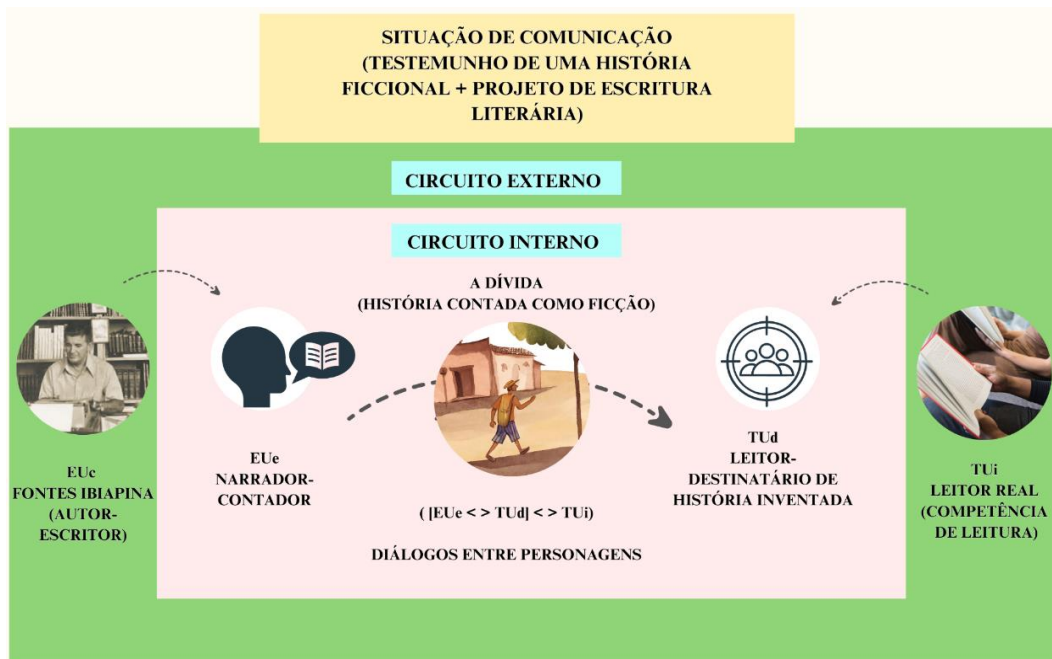 SITUAÇÃO DE COMUNICAÇÃO
(TESTEMUNHO DE UMA HISTÓRIA
FICCIONAL + PROJETO DE ESCRITURA
LITERÁRIA)
CIRCUITO EXTERNO
CIRCUITO INTERNO
A DÍVIDA
(HISTÓRIA CONTADA COMO FICÇÃO)
EUc
FONTES IBIAPINA
(AUTOR-
ESCRITOR)
EUe
NARRADOR-
CONTADOR
( [EUe < > TUd] < > TUi)
DIÁLOGOS ENTRE PERSONAGENS
TUd
LEITOR-
DESTINATÁRIO DE
HISTÓRIA INVENTADA
TUi
LEITOR REAL
(COMPETÊNCIA
DE LEITURA)